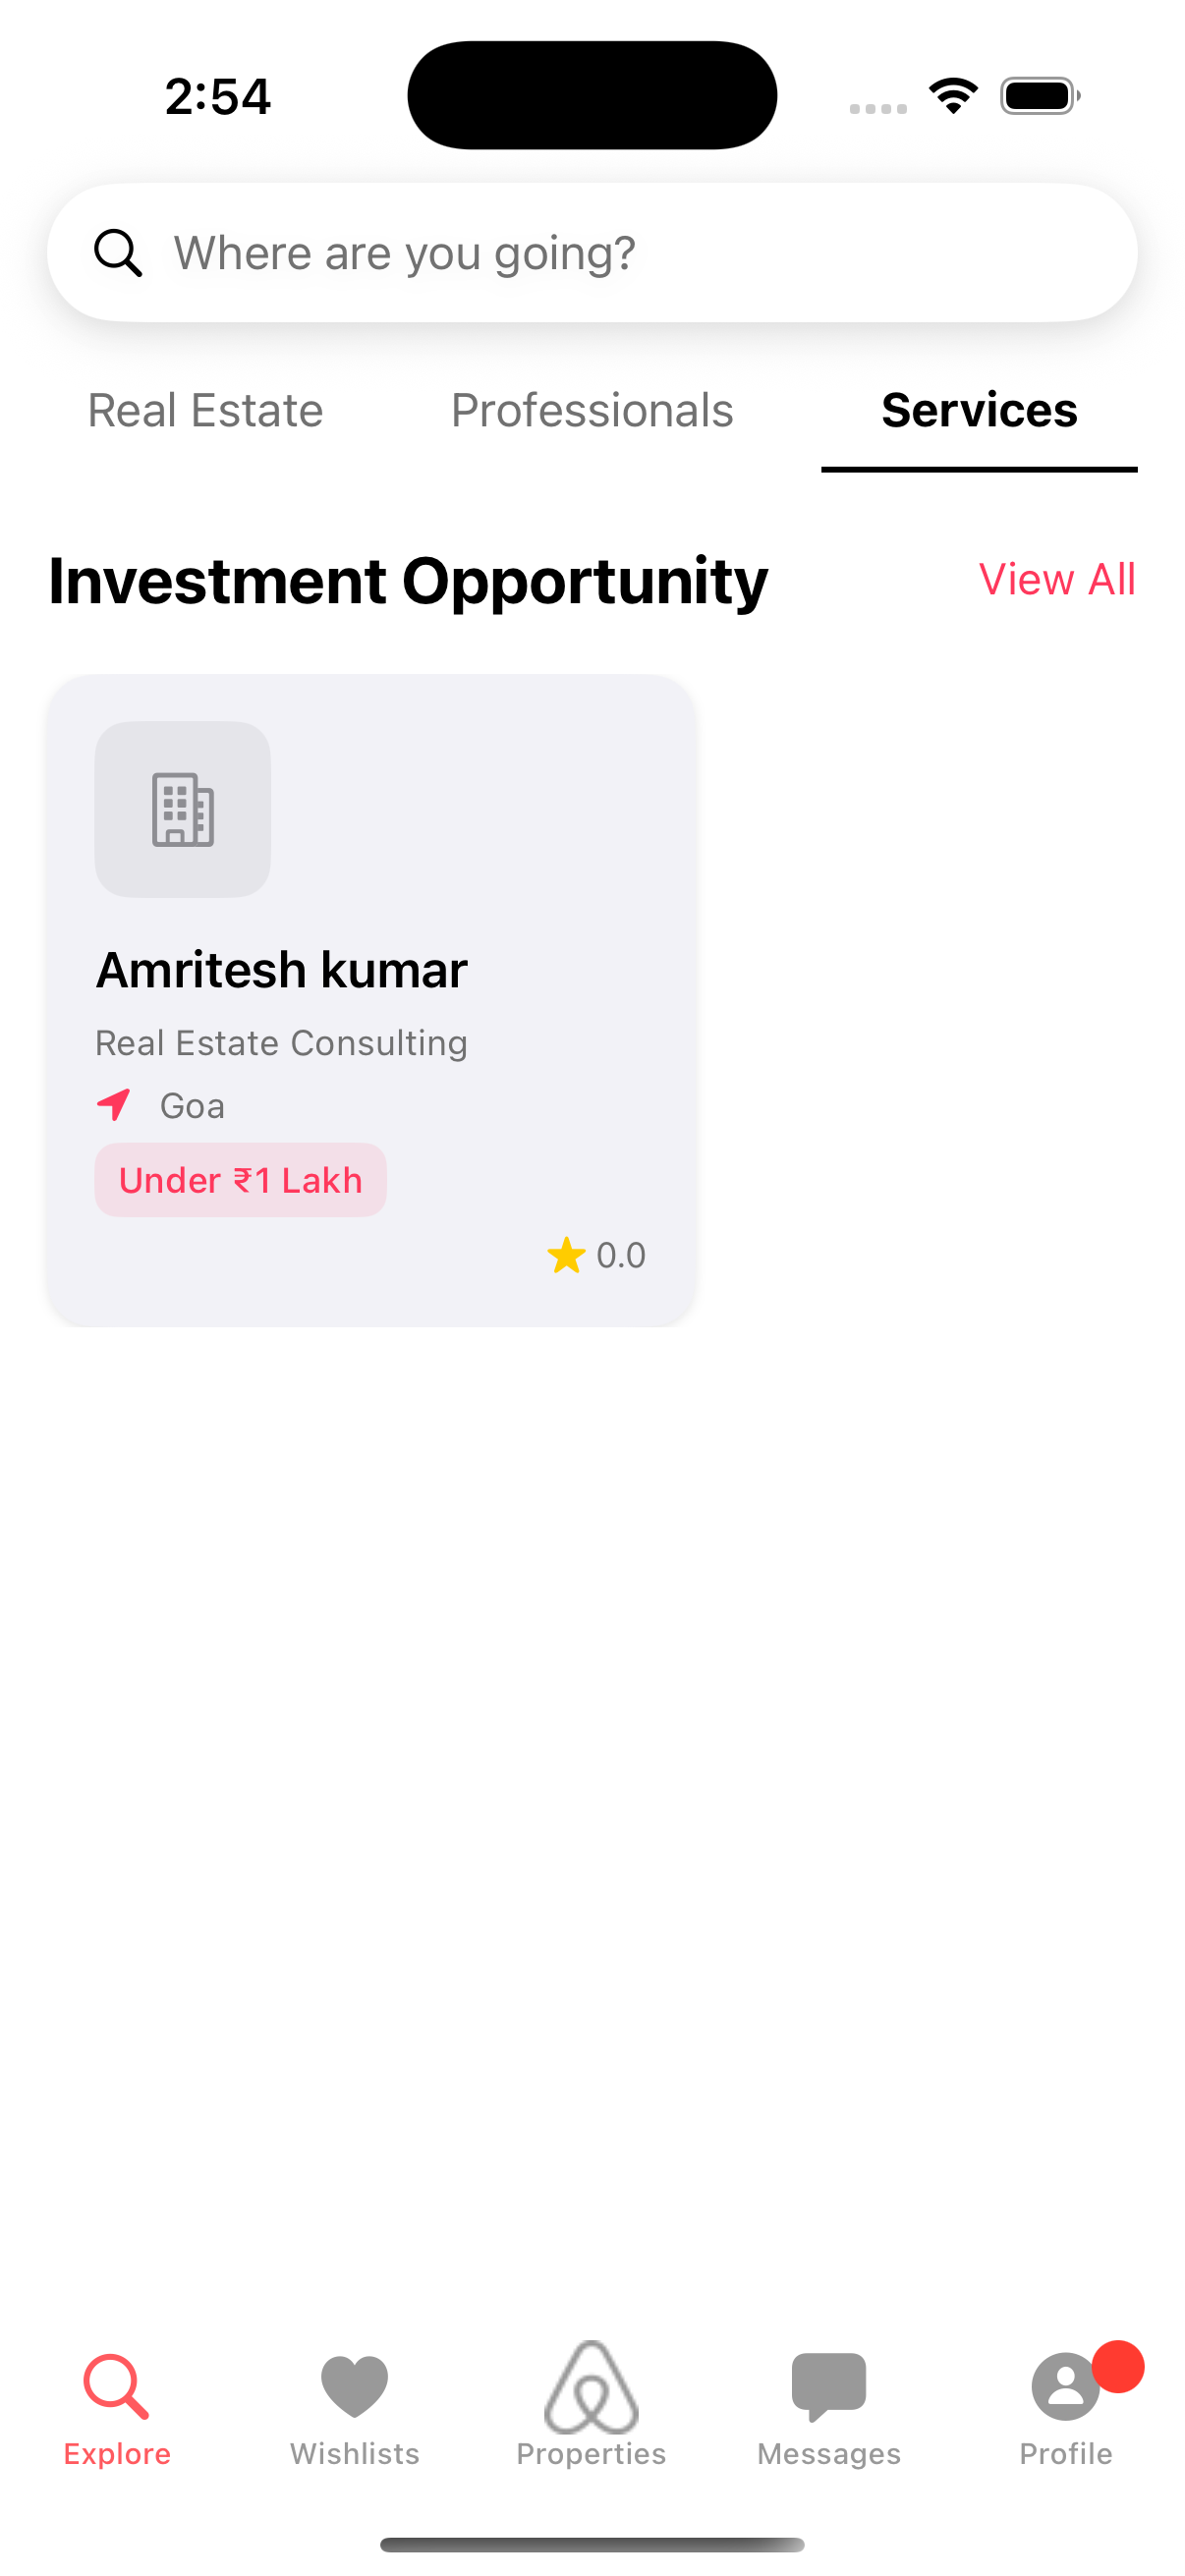 2:54
Where are you going?
Real Estate Professionals Services
Investment Opportunity View All
Amritesh kumar
Real Estate Consulting
Goa
Under ₹1 Lakh
0.0
Explore Wishlists Properties Messages Profile